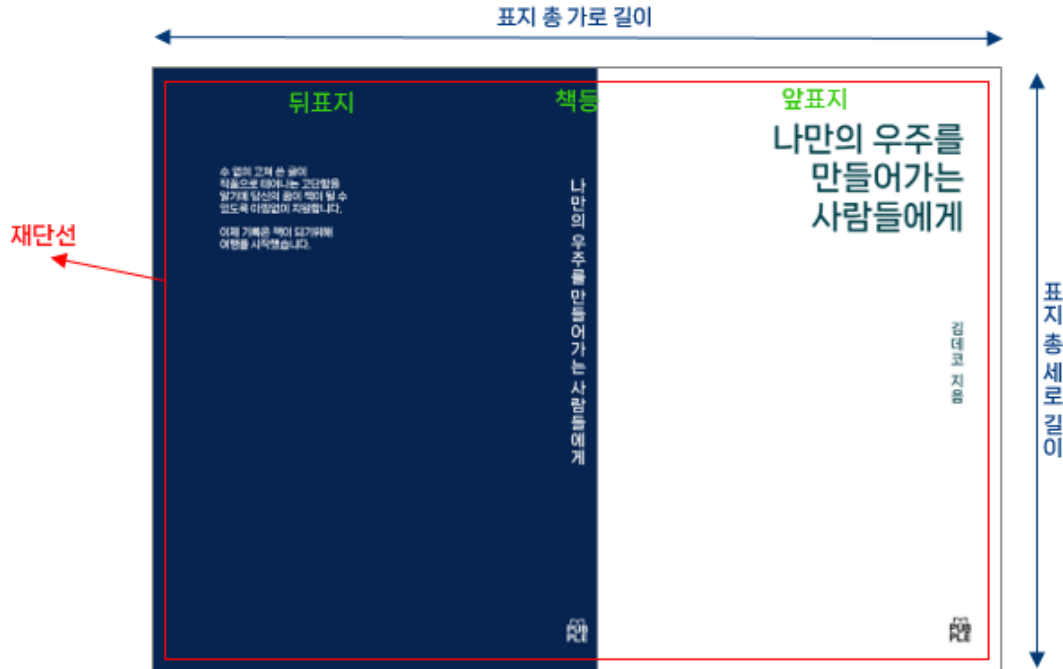 표지 총 가로 길이
뒤표지
책등
앞표지
나만의 우주를
만들어가는
사람들에게
수 없이 고쳐 쓴 글이
작품으로 태어나는 고단함을
알기에 당신의 꿈이 책이 될 수
있도록 아낌없이 지원합니다.
이제 기록은 책이 되기위해
여행을 시작했습니다.
나만의 우주를 만들어가는 사람들에게
재단선
김데코 지음
표지 총 세로 길이
PUB
PLE
PUB
PLE